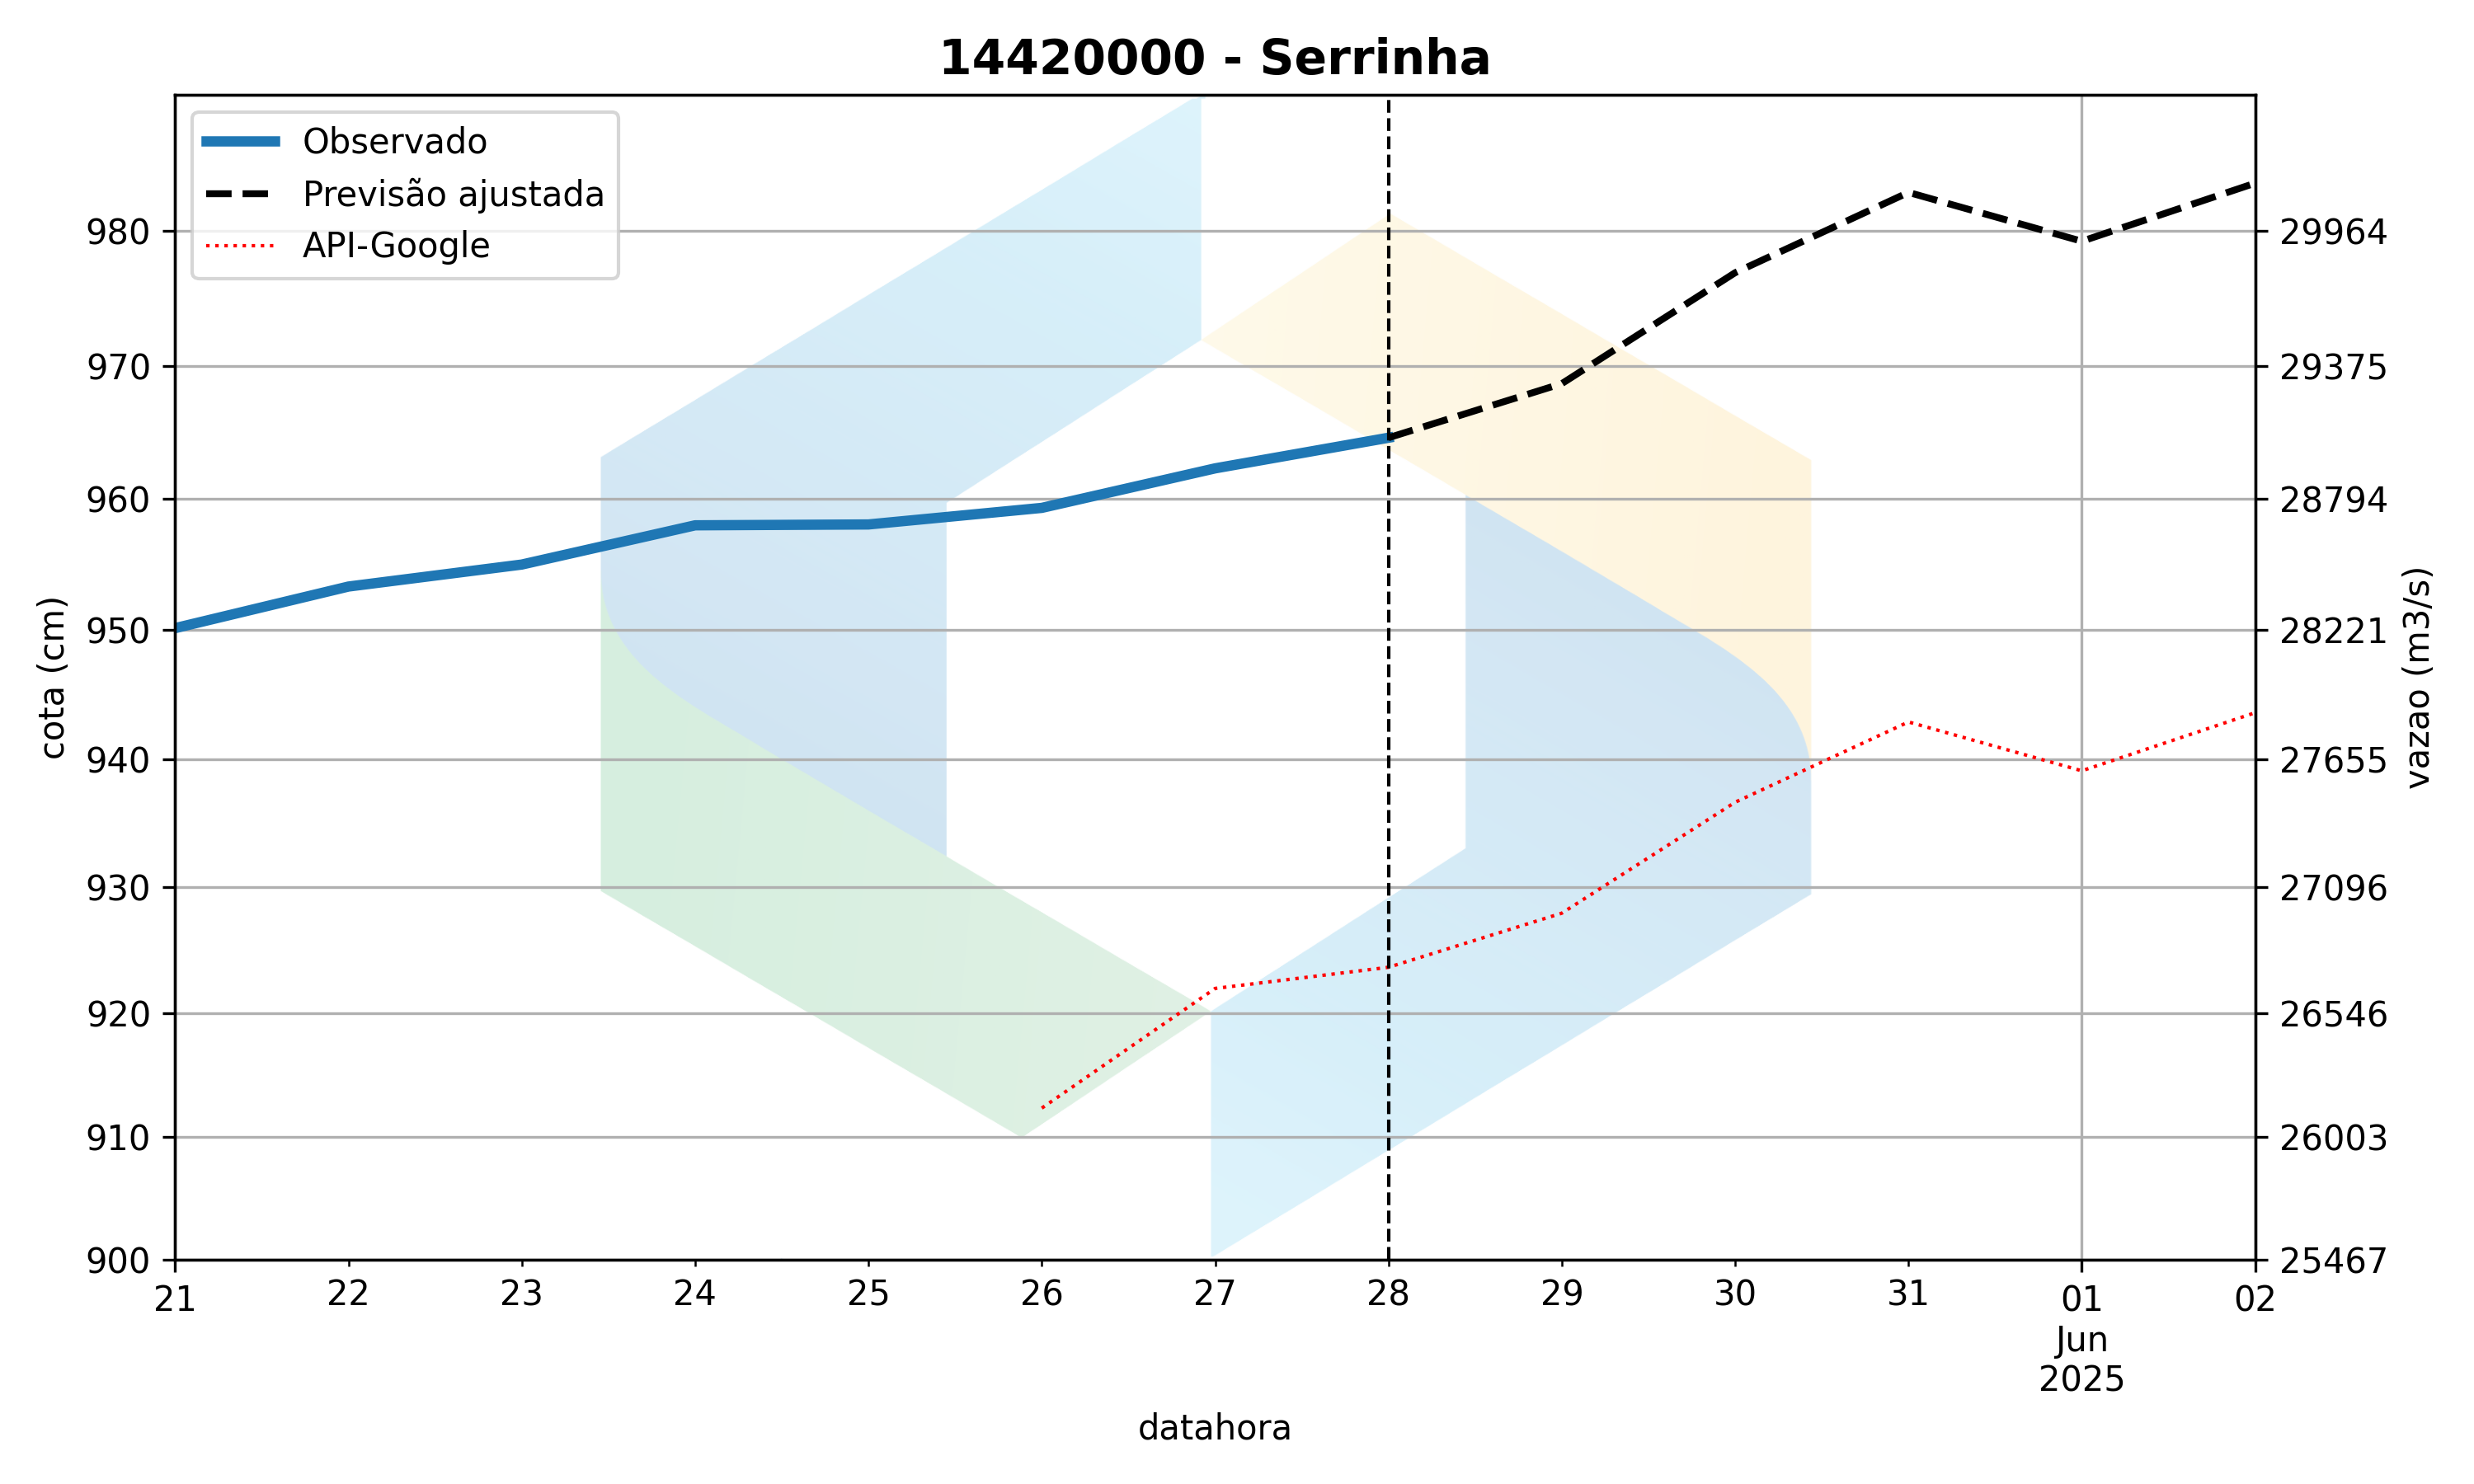 14420000 - Serrinha
Observado
Previsão ajustada
API-Google
cota (cm)
980
970
960
950
940
930
920
910
900
29964
29375
28794
28221
27655
27096
26546
26003
25467
vazao (m3/s)
21 22 23 24 25 26 27 28 29 30 31 01 02
Jun
2025
datahora